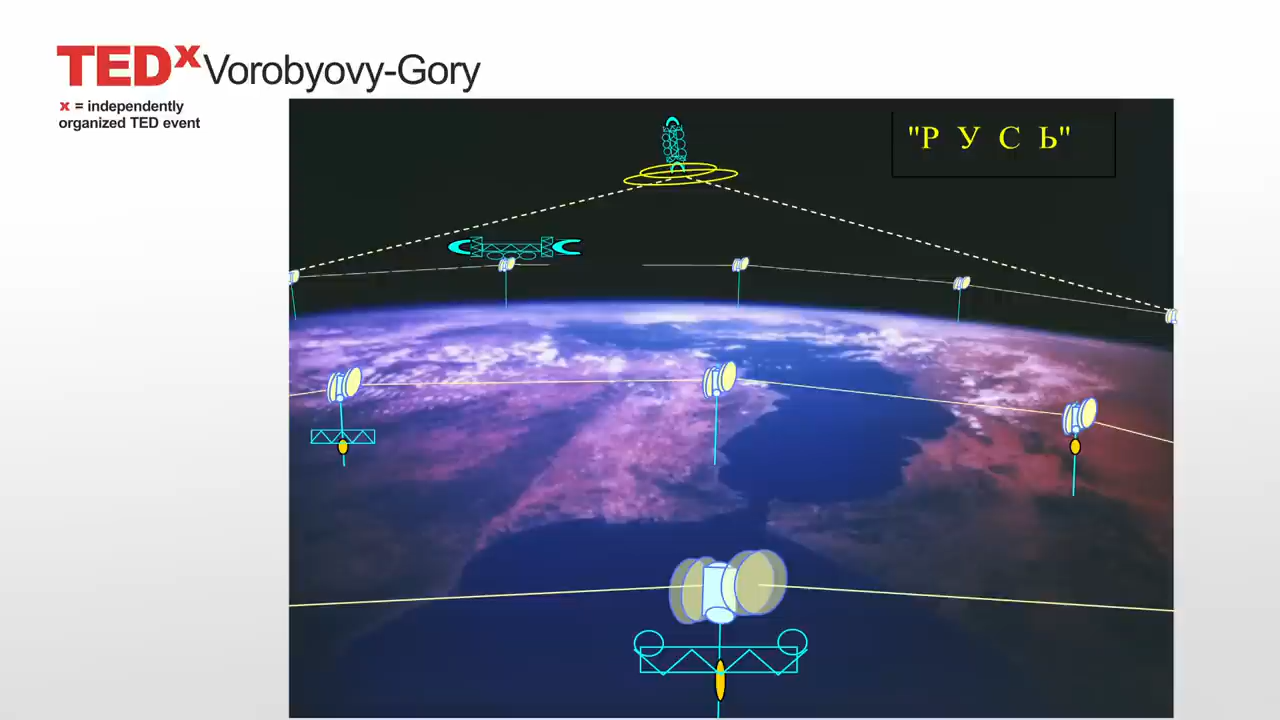 TEDxVorobyovy-Gory
x = independently
organized TED event
"Р У С Ь"